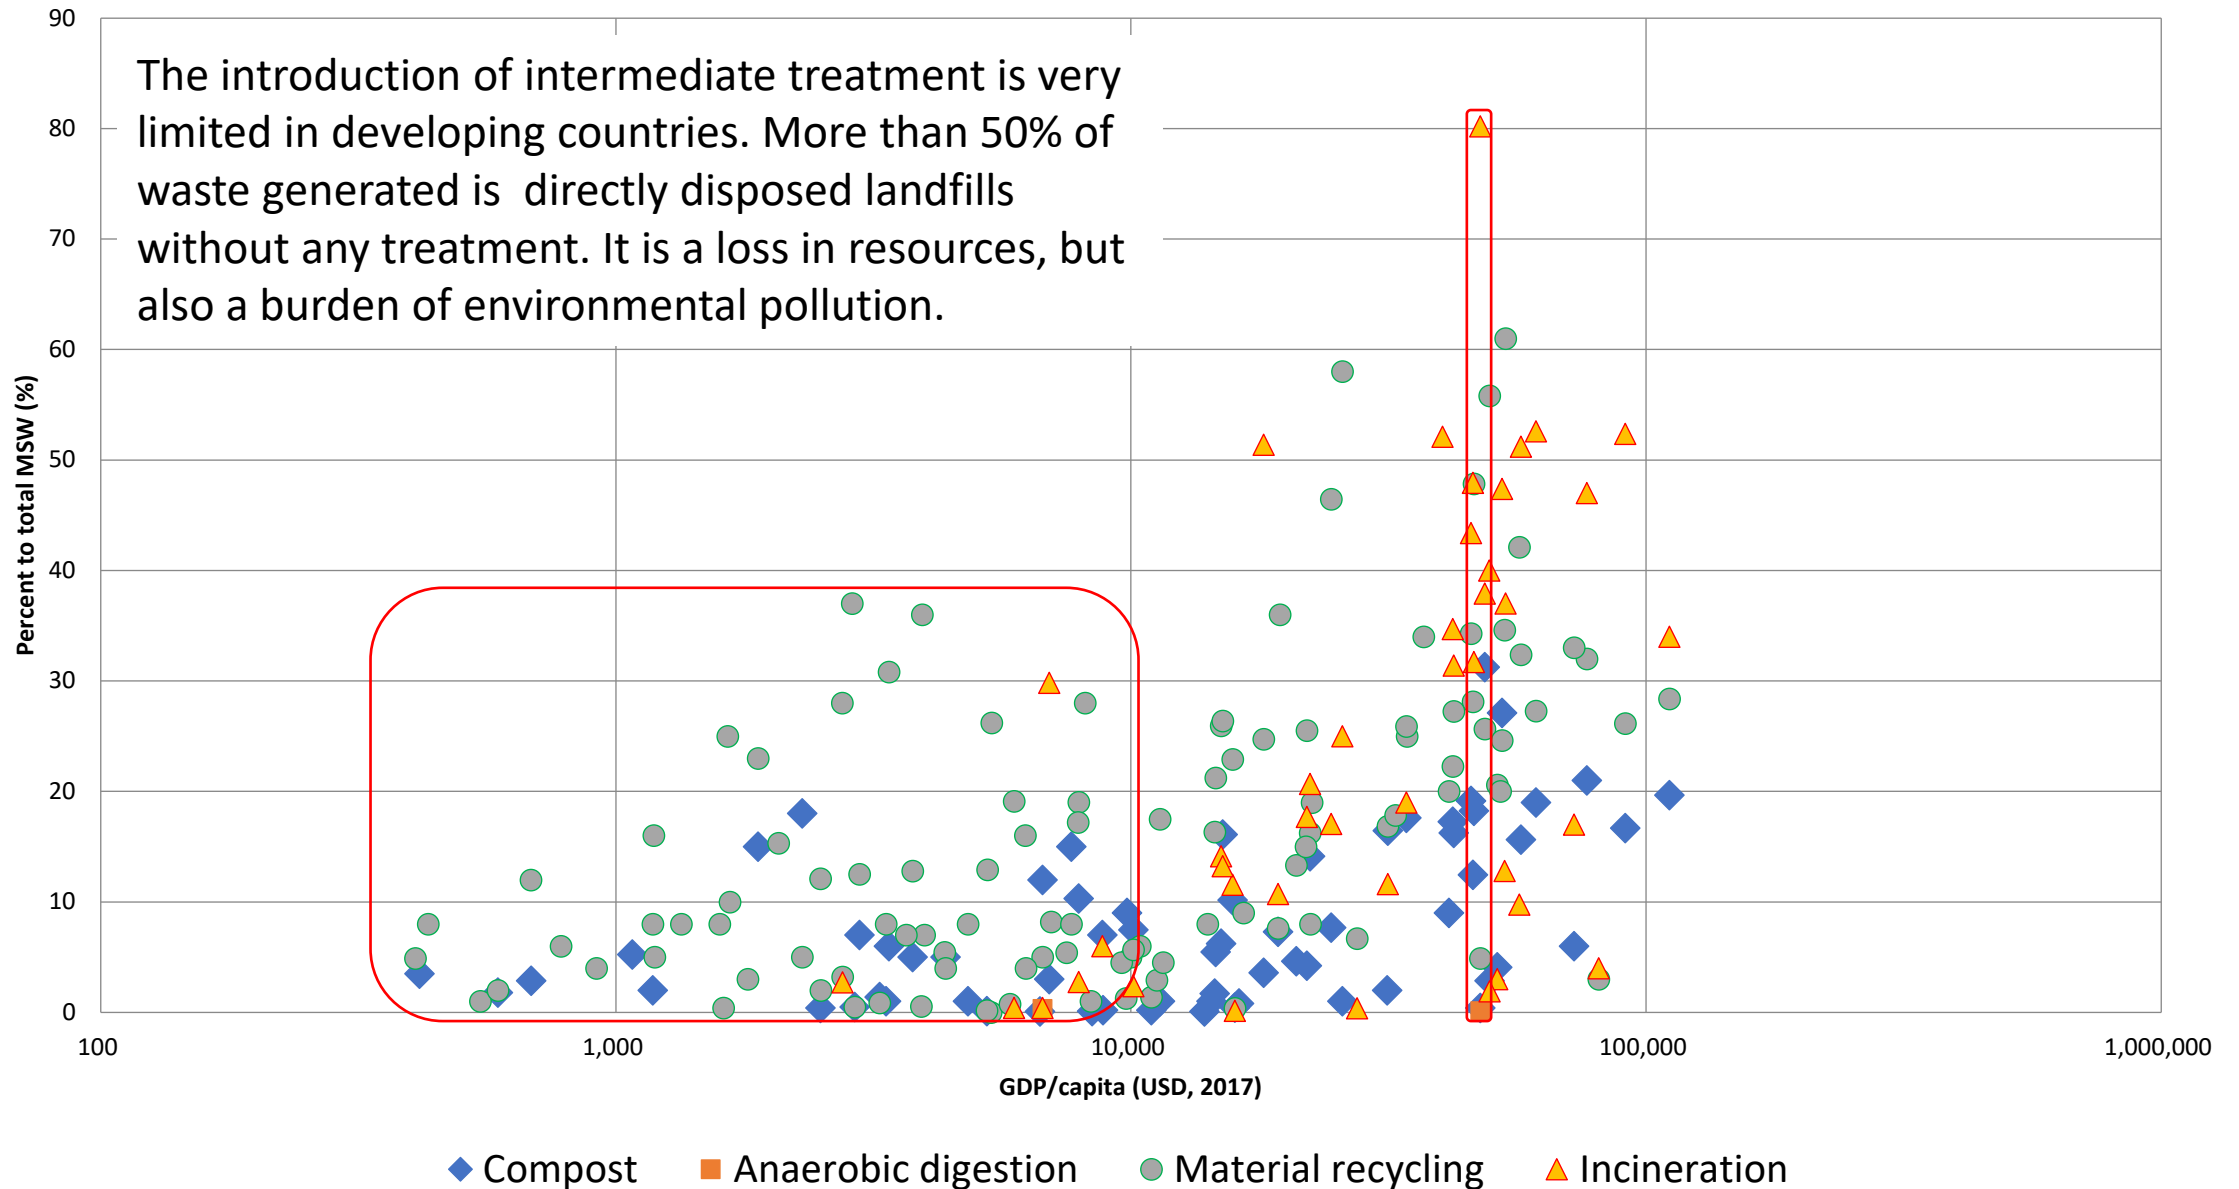 90
The introduction of intermediate treatment is very
limited in developing countries. More than 50% of
waste generated is  directly disposed landfills
without any treatment. It is a loss in resources, but
also a burden of environmental pollution.
80
70
60
50
40
30
20
10
0
Percent to total MSW (%)
100
1,000
10,000
100,000
1,000,000
GDP/capita (USD, 2017)
Compost
Anaerobic digestion
Material recycling
Incineration